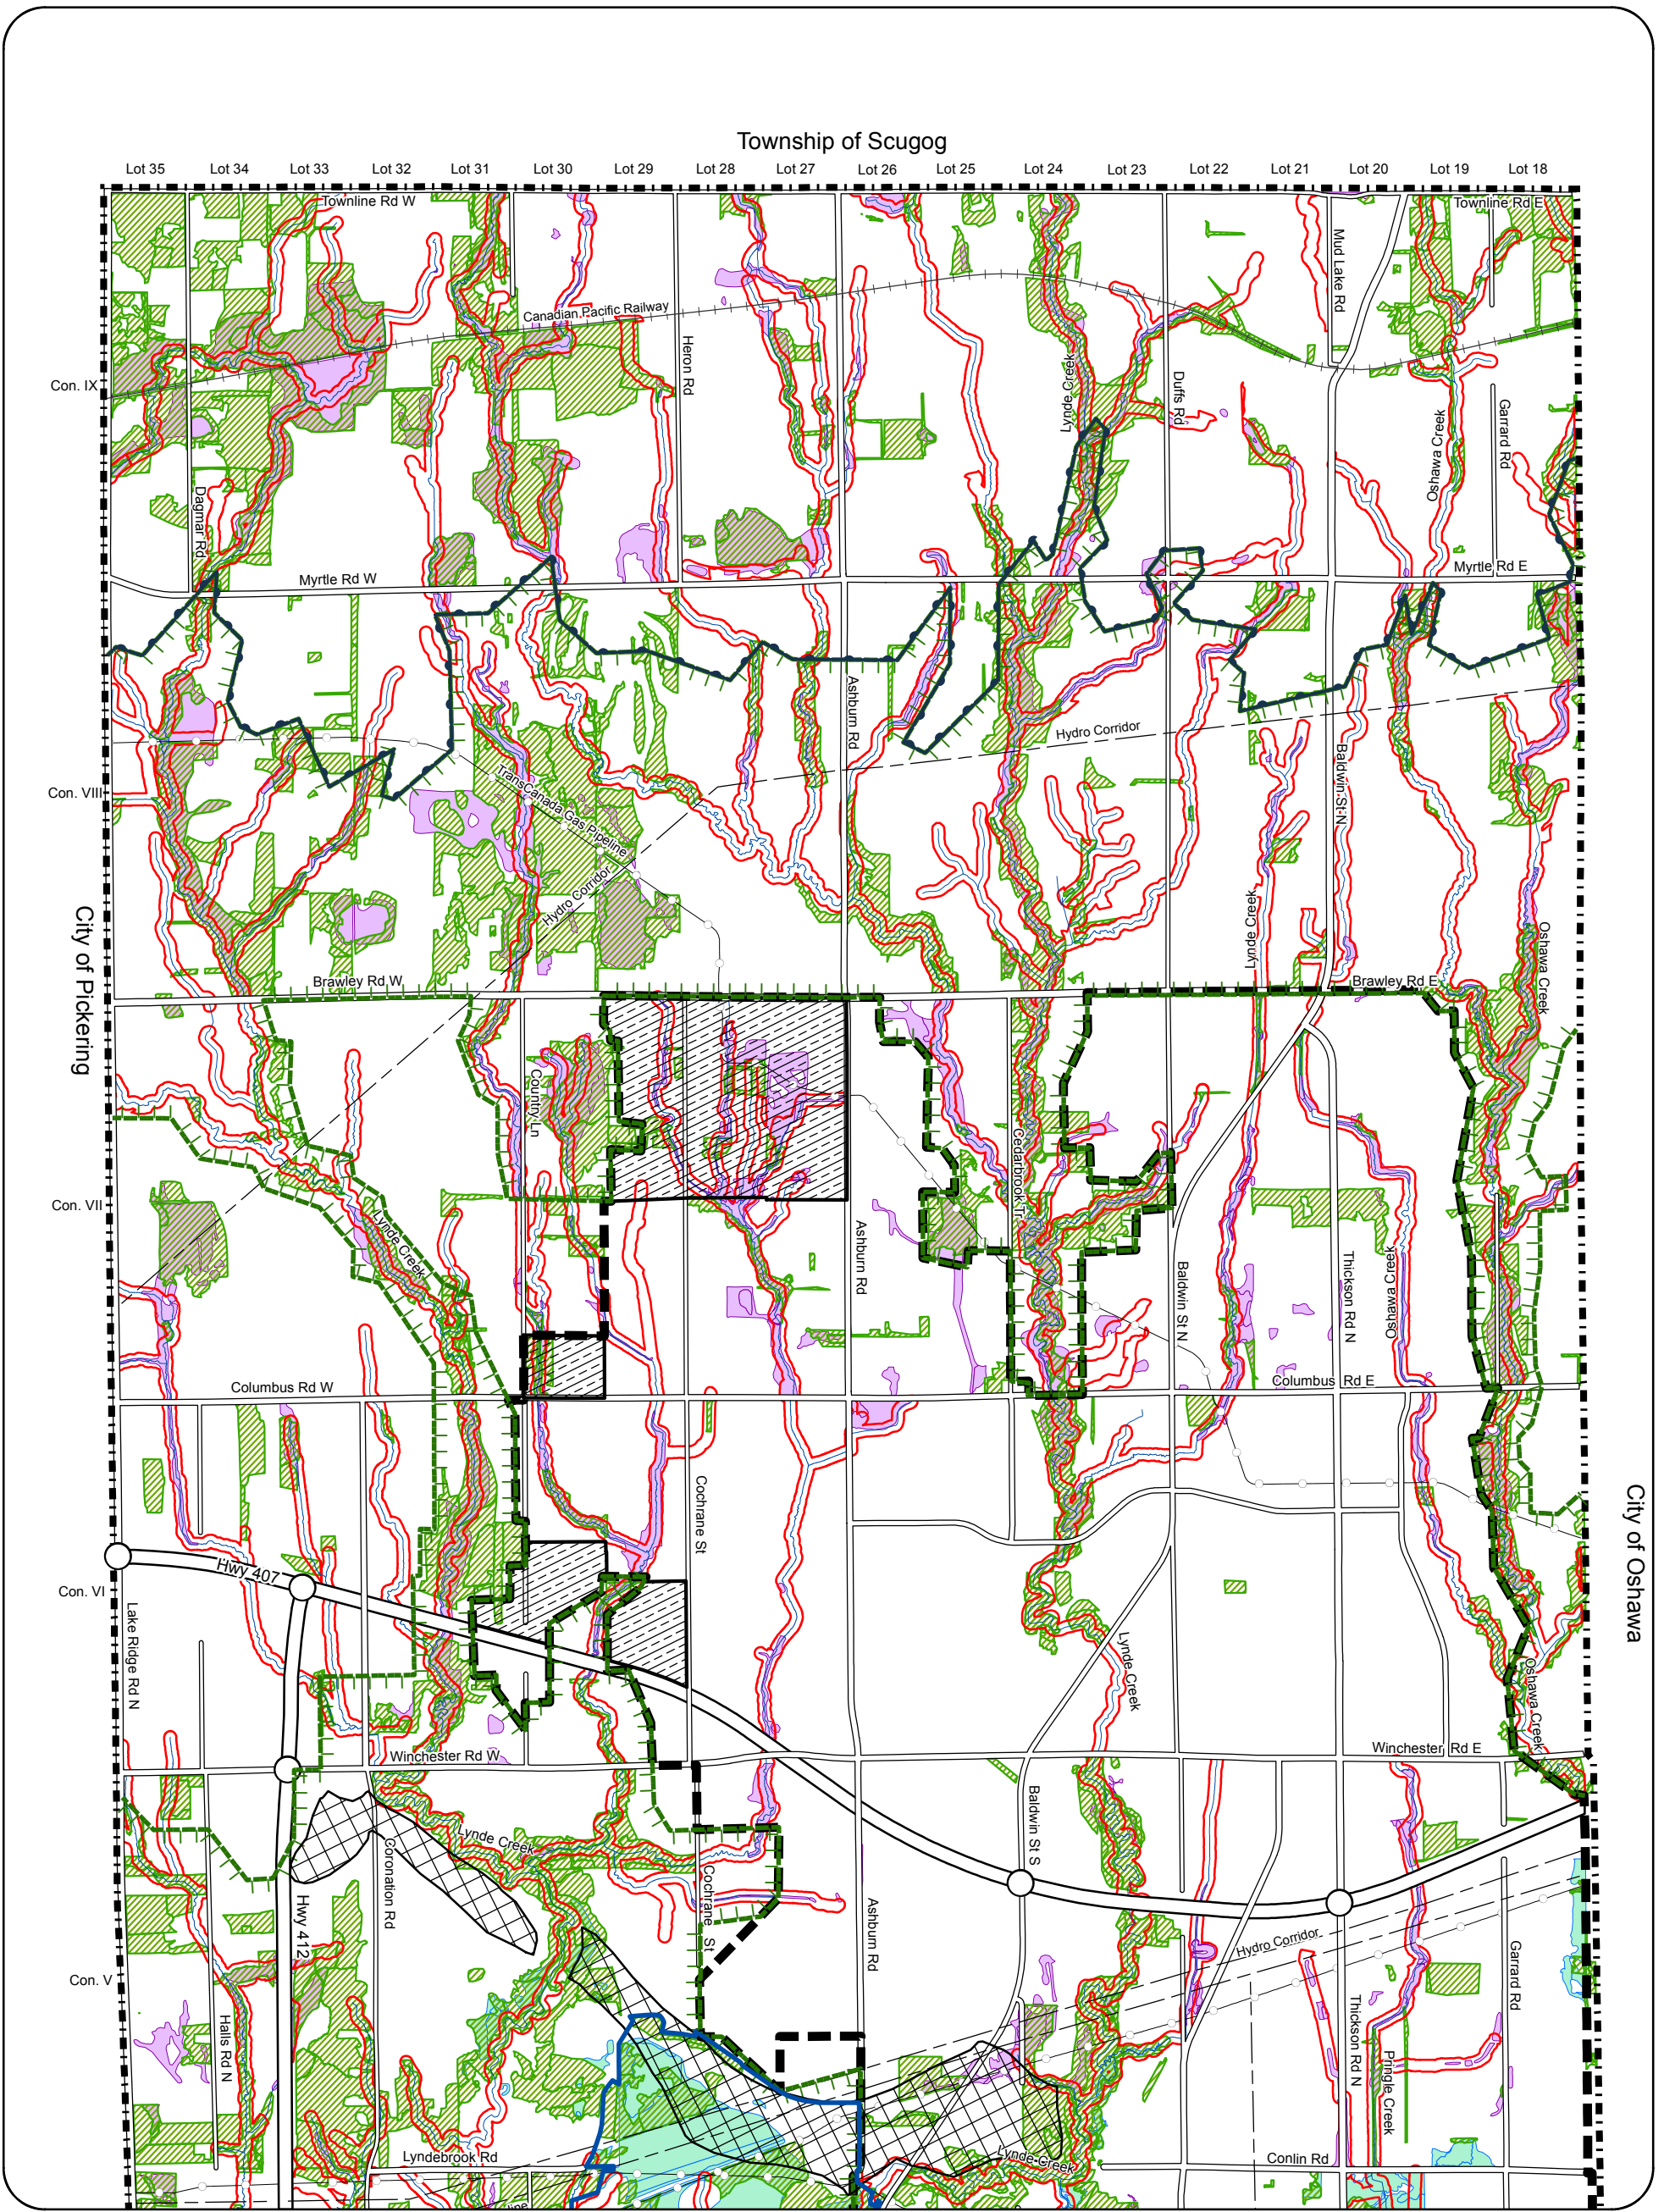 Township of Scugog
Lot 35 Lot 34 Lot 33 Lot 32 Lot 31 Lot 30 Lot 29 Lot 28 Lot 27 Lot 26 Lot 25 Lot 24 Lot 23 Lot 22 Lot 21 Lot 20 Lot 19 Lot 18
Townline Rd W
Townline Rd E
Mud Lake Rd
Canadian Pacific Railway
Heron Rd
Con. IX
Lynde Creek
Duffs Rd
Oshawa Creek
Garrard Rd
Dagmar Rd
Myrtle Rd W
Myrtle Rd E
Ashburn Rd
Hydro Corridor
Baldwin St N
Con. VIII
TransCanada Gas Pipeline
Hydro Corridor
Lynde Creek
Oshawa Creek
City of Pickering
Brawley Rd W
Brawley Rd E
Country Ln
Cedarbrook Tr
Con. VII
Lynde Creek
Ashburn Rd
Baldwin St N
Thickson Rd N
Oshawa Creek
Columbus Rd W
Columbus Rd E
Cochrane St
City of Oshawa
Hwy 407
Con. VI
Lake Ridge Rd N
Lynde Creek
Oshawa Creek
Winchester Rd W
Winchester Rd E
Baldwin St S
Lynde Creek
Coronation Rd
Cochrane St
Hwy 412
Ashburn Rd
Hydro Corridor
Garrard Rd
Con. V
Halls Rd N
Thickson Rd N
Pringle Creek
Lyndebrook Rd
Lynde Creek
Conlin Rd